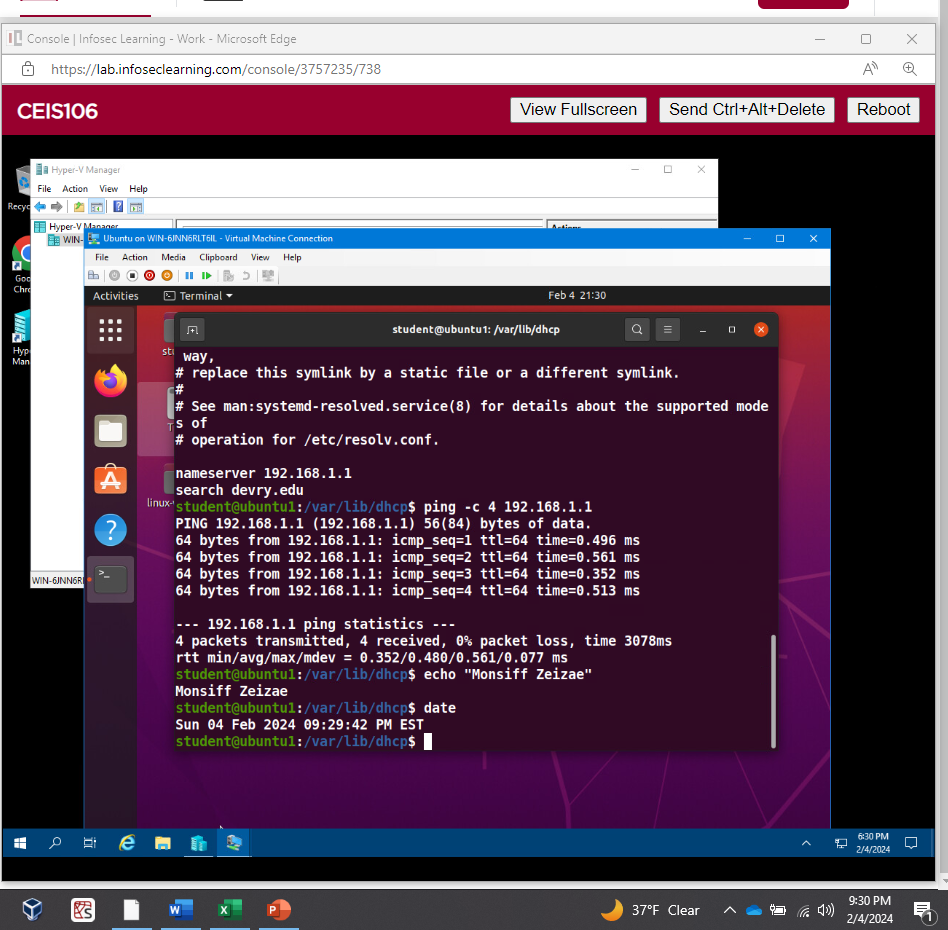 Console | Infosec Learning - Work - Microsoft Edge
https://lab.infoseclearning.com/console/3757235/738
CEIS106
View Fullscreen
Send Ctrl+Alt+Delete
Reboot
Hyper-V Manager
File Action View Help
Hyper-V Manager
WIN-
Actions
Ubuntu on WIN-6JNN6RLT6IL - Virtual Machine Connection
File Action Media Clipboard View Help
Activities
Terminal
Feb 4 21:30
student@ubuntu1: /var/lib/dhcp
way,
# replace this symlink by a static file or a different symlink.
#
# See man:systemd-resolved.service(8) for details about the supported mode
s of
# operation for /etc/resolv.conf.
nameserver 192.168.1.1
search devry.edu
student@ubuntu1:/var/lib/dhcp$ ping -c 4 192.168.1.1
PING 192.168.1.1 (192.168.1.1) 56(84) bytes of data.
64 bytes from 192.168.1.1: icmp_seq=1 ttl=64 time=0.496 ms
64 bytes from 192.168.1.1: icmp_seq=2 ttl=64 time=0.561 ms
64 bytes from 192.168.1.1: icmp_seq=3 ttl=64 time=0.352 ms
64 bytes from 192.168.1.1: icmp_seq=4 ttl=64 time=0.513 ms
--- 192.168.1.1 ping statistics ---
4 packets transmitted, 4 received, 0% packet loss, time 3078ms
rtt min/avg/max/mdev = 0.352/0.480/0.561/0.077 ms
student@ubuntu1:/var/lib/dhcp$ echo "Monsiff Zeizae"
Monsiff Zeizae
student@ubuntu1:/var/lib/dhcp$ date
Sun 04 Feb 2024 09:29:42 PM EST
student@ubuntu1:/var/lib/dhcp$
Recyc
Goo
Chr
Hyp
Man
stu
T
linux-
WIN-6JNN6RL
6:30 PM
2/4/2024
37°F Clear
9:30 PM
2/4/2024
1